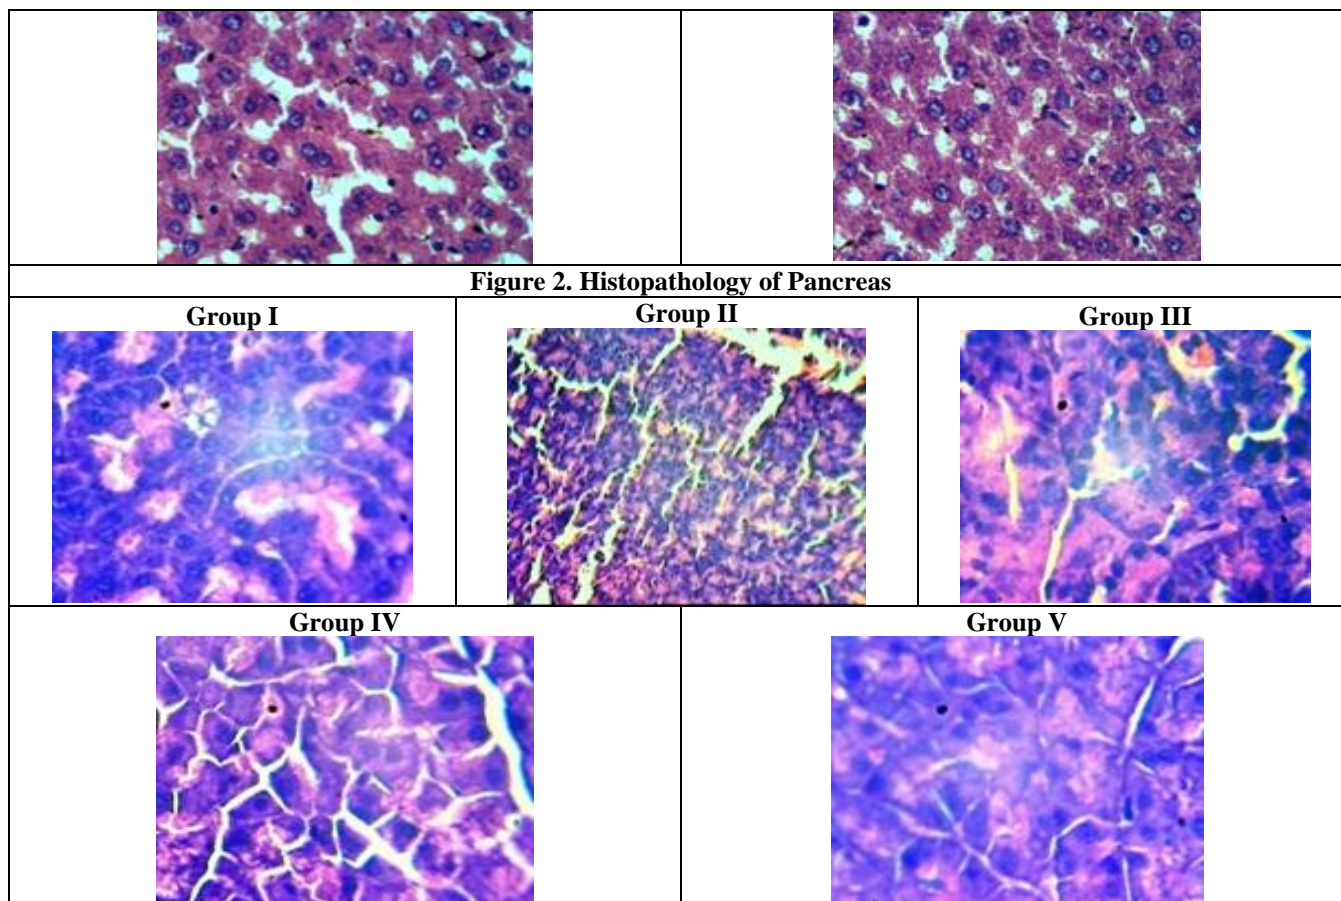 Figure 2. Histopathology of Pancreas
Group I
Group II
Group III
Group IV
Group V